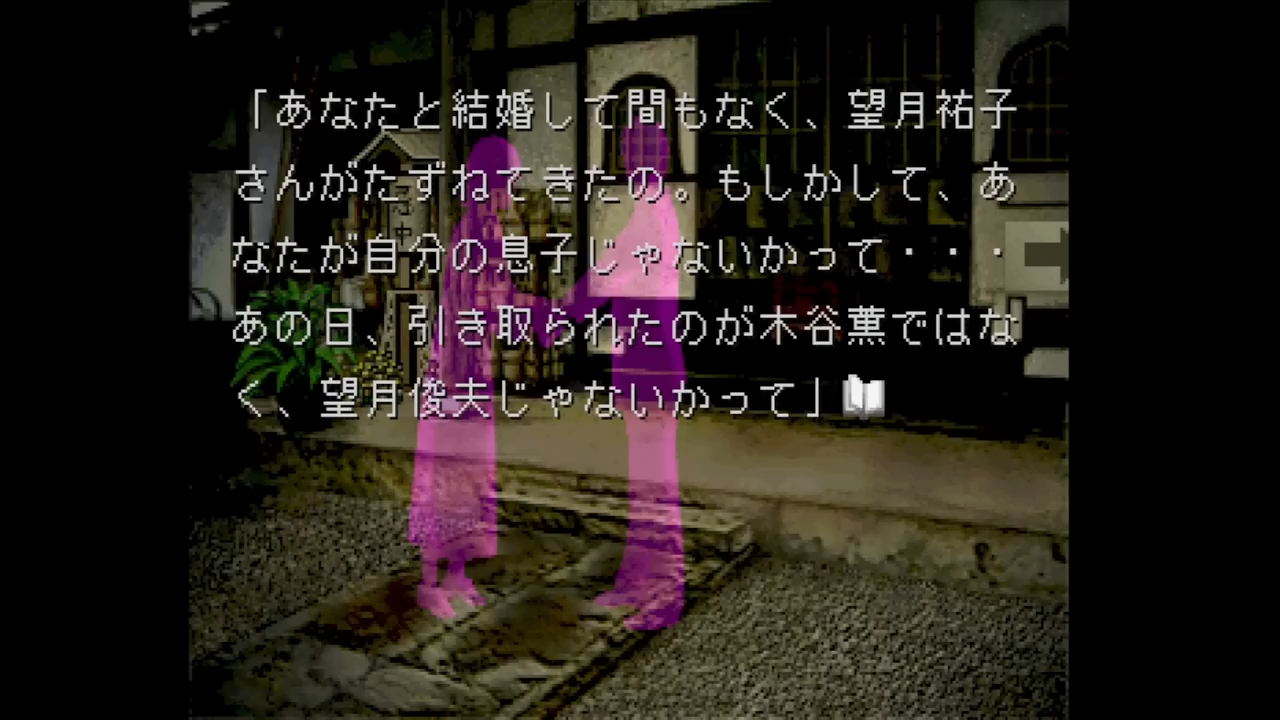 「あなたと結婚して間もなく、望月祐子
さんがたずねてきたの。もしかして、あ
なたが自分の息子じゃないかって・・・
あの日、引き取られたのが木谷薫ではな
く、望月俊夫じゃないかって」